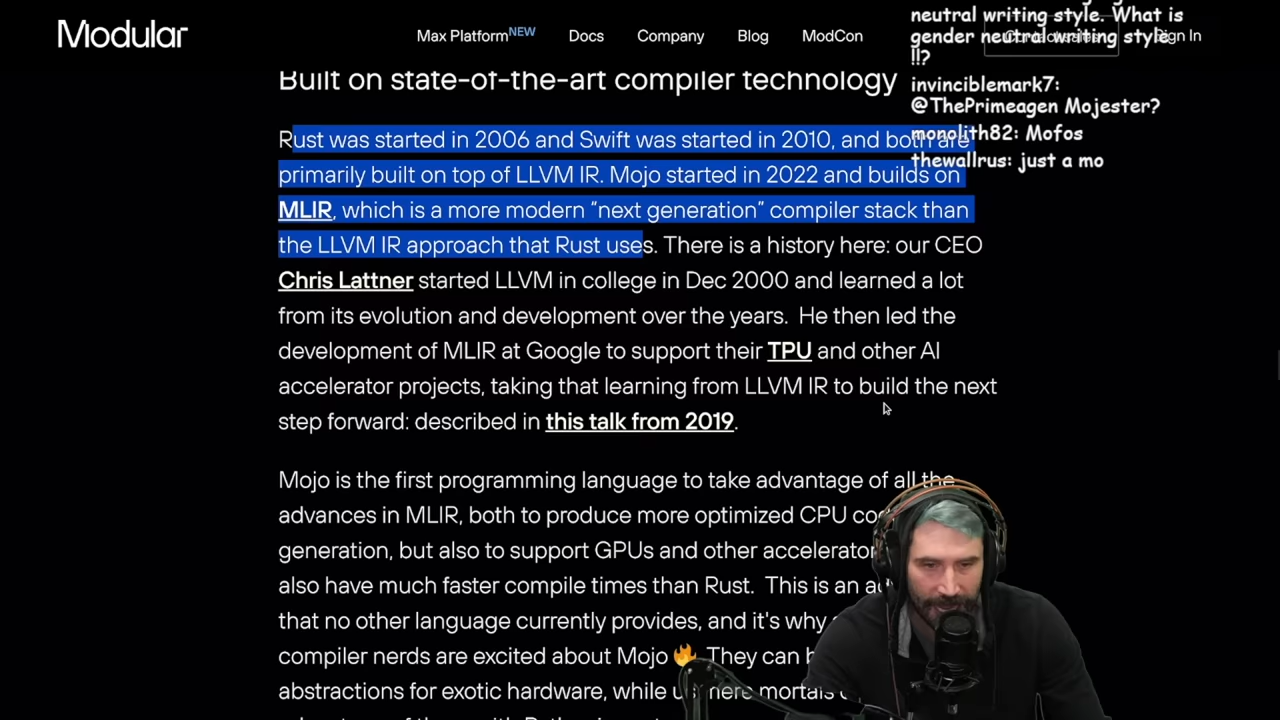 Modular
Max Platform NEW
Docs
Company
Blog
ModCon
Sign In
neutral writing style. What is
gender neutral writing style
!!?
invinciblemark7:
@ThePrimeagen Mojester?
monolith82: Mofos
thewallrus: just a mo
Built on state-of-the-art compiler technology
Rust was started in 2006 and Swift was started in 2010, and both are
primarily built on top of LLVM IR. Mojo started in 2022 and builds on
MLIR, which is a more modern “next generation” compiler stack than
the LLVM IR approach that Rust uses. There is a history here: our CEO
Chris Lattner started LLVM in college in Dec 2000 and learned a lot
from its evolution and development over the years. He then led the
development of MLIR at Google to support their TPU and other AI
accelerator projects, taking that learning from LLVM IR to build the next
step forward: described in this talk from 2019.
Mojo is the first programming language to take advantage of all the
advances in MLIR, both to produce more optimized CPU
generation, but also to support GPUs and other accelerator
also have much faster compile times than Rust. This is an
that no other language currently provides, and it's why
compiler nerds are excited about Mojo 🔥. They can
abstractions for exotic hardware, while us mere mortals